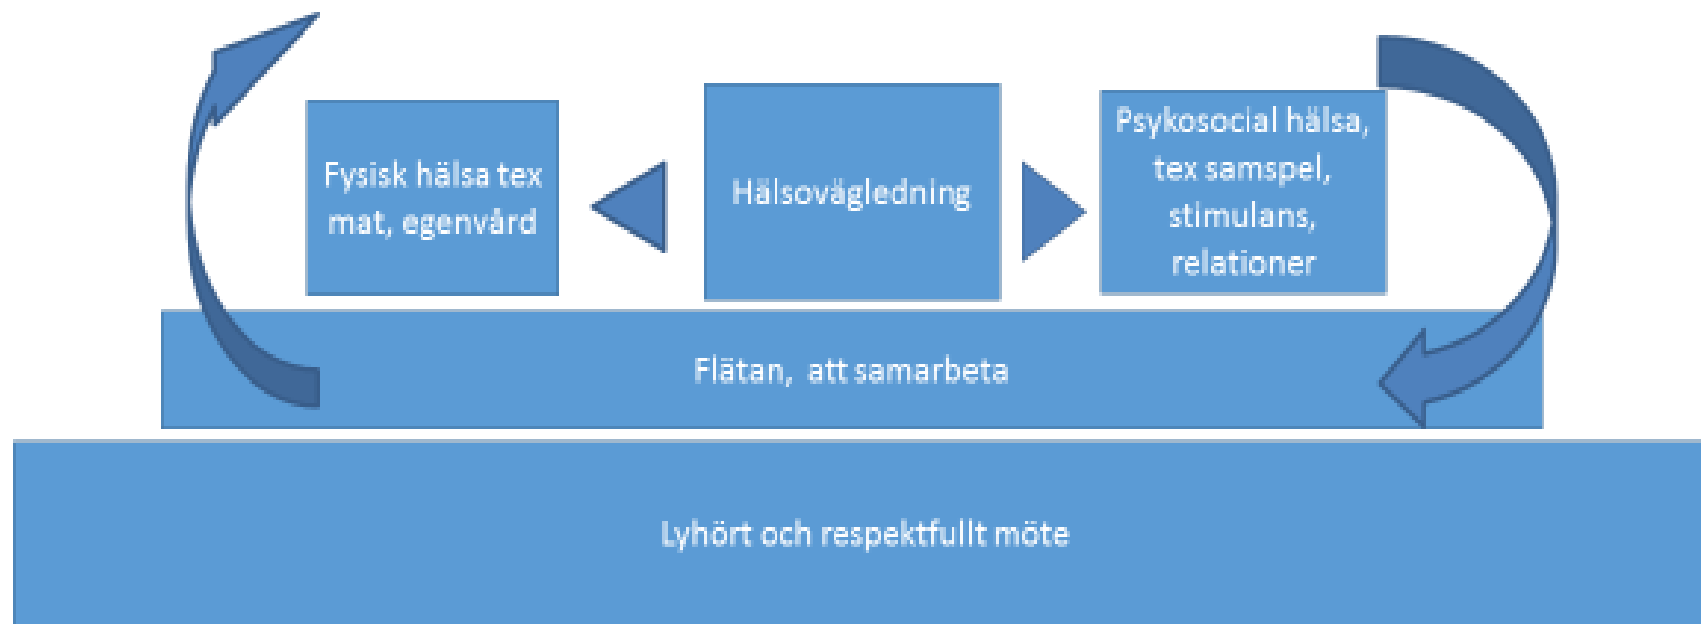 Fysisk hälsa tex
mat, egenvård
Hälsovägledning
Psykosocial hälsa,
tex samspel,
stimulans,
relationer
Flätan, att samarbeta
Lyhört och respektfullt möte